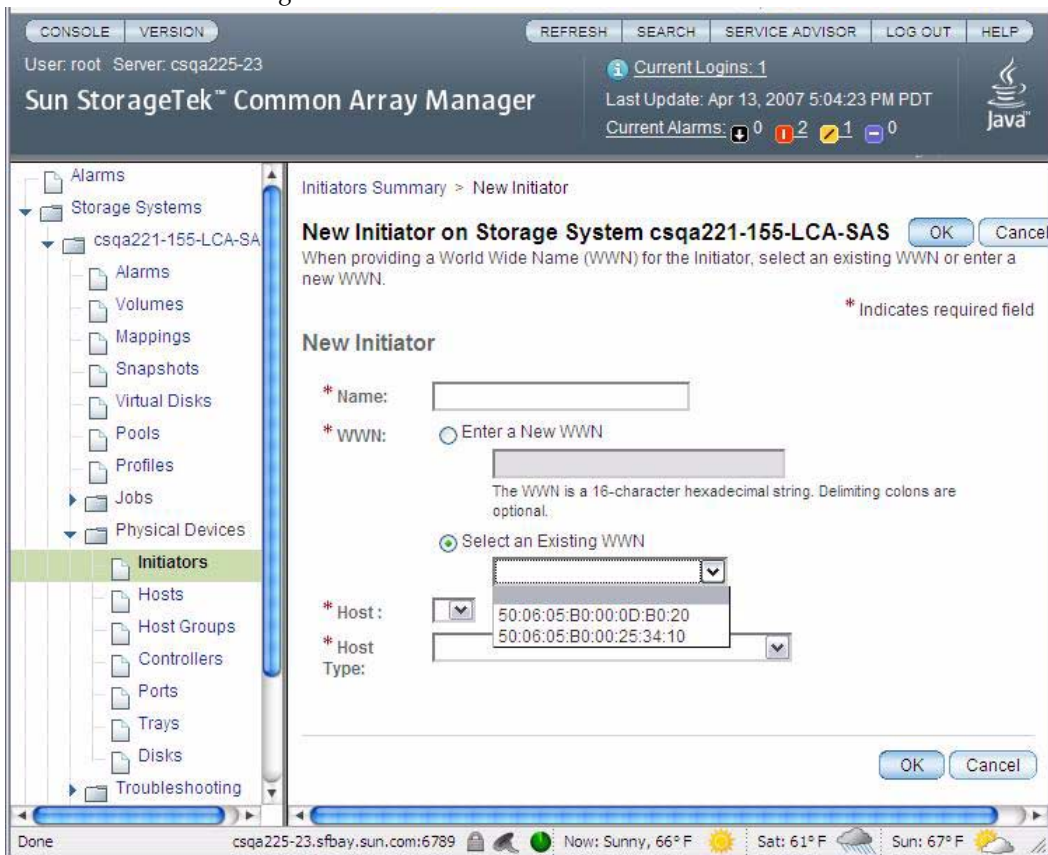 CONSOLE VERSION REFRESH SEARCH SERVICE ADVISOR LOG OUT HELP
User: root Server: csqa225-23
Current Logins: 1
Sun StorageTek™ Common Array Manager
Last Update: Apr 13, 2007 5:04:23 PM PDT
Current Alarms: 0 2 1 0
Java™
Alarms
Storage Systems
csqa221-155-LCA-SA
Alarms
Volumes
Mappings
Snapshots
Virtual Disks
Pools
Profiles
Jobs
Physical Devices
Initiators
Hosts
Host Groups
Controllers
Ports
Trays
Disks
Troubleshooting
Initiators Summary > New Initiator
New Initiator on Storage System csqa221-155-LCA-SAS OK Cancel
When providing a World Wide Name (WWN) for the Initiator, select an existing WWN or enter a
new WWN.
* Indicates required field
New Initiator
* Name:
* WWN: Enter a New WWN
The WWN is a 16-character hexadecimal string. Delimiting colons are
optional.
Select an Existing WWN
50:06:05:B0:00:0D:B0:20
50:06:05:B0:00:25:34:10
* Host :
* Host
Type:
OK Cancel
Done csqa225-23.sfbay.sun.com:6789 Now: Sunny, 66° F Sat: 61° F Sun: 67° F